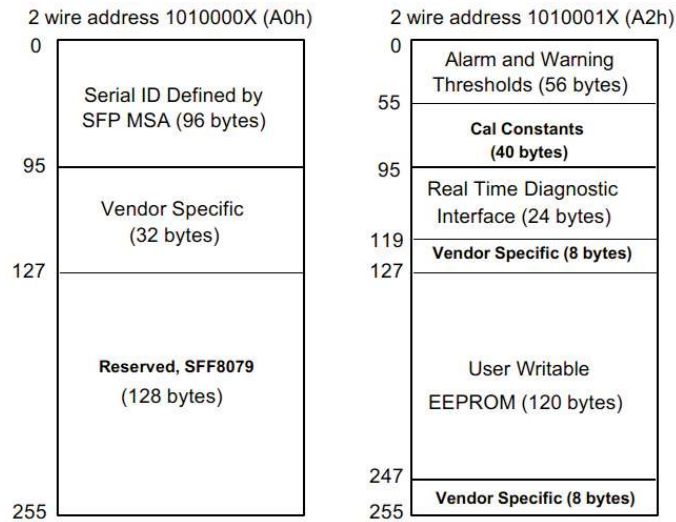 2 wire address 1010000X (A0h)
0
Serial ID Defined by
SFP MSA (96 bytes)
95
Vendor Specific
(32 bytes)
127
Reserved, SFF8079
(128 bytes)
255
2 wire address 1010001X (A2h)
0
Alarm and Warning
Thresholds (56 bytes)
55
Cal Constants
(40 bytes)
95
Real Time Diagnostic
Interface (24 bytes)
119
Vendor Specific (8 bytes)
127
User Writable
EEPROM (120 bytes)
247
Vendor Specific (8 bytes)
255